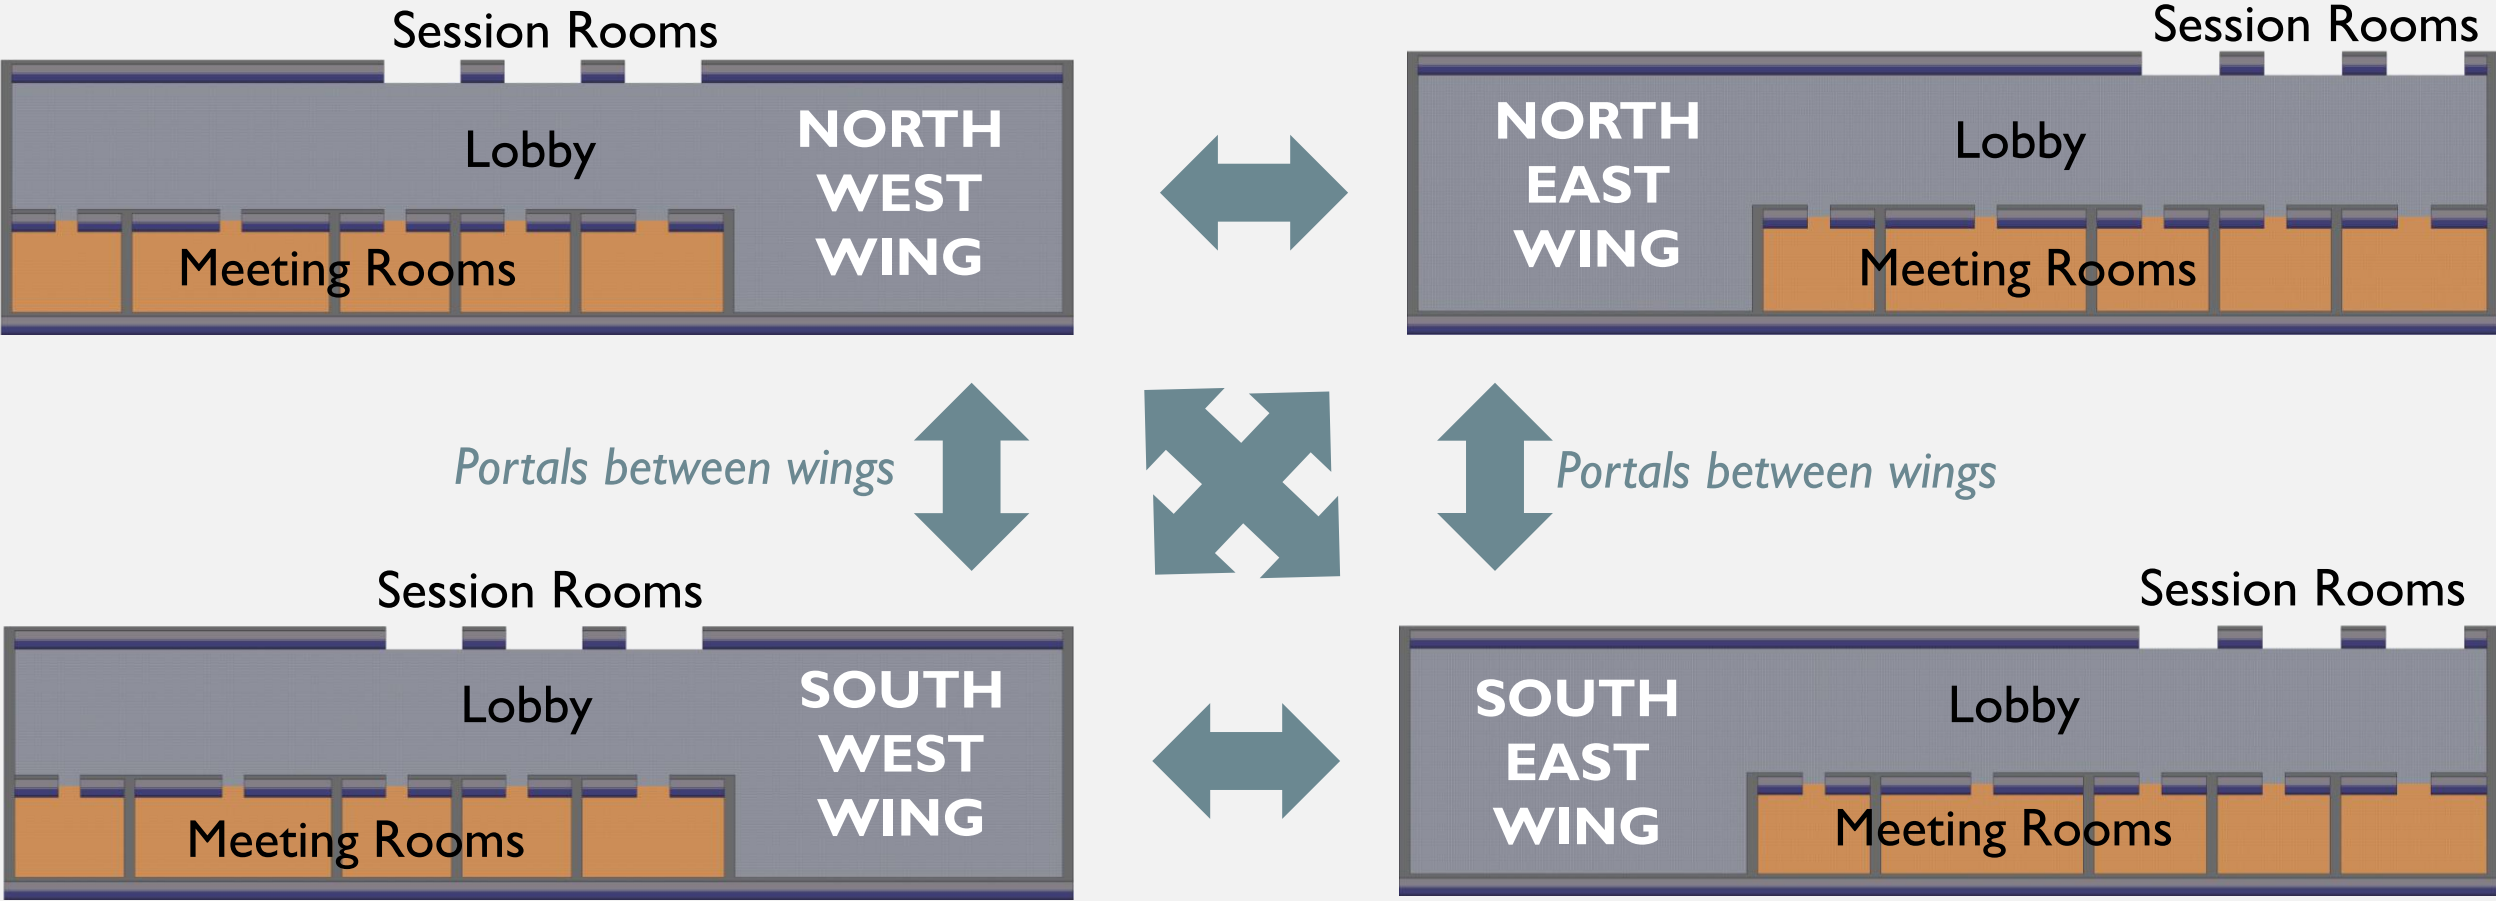 Session Rooms
Lobby
NORTH
WEST
WING
Meeting Rooms
Session Rooms
NORTH
EAST
WING
Lobby
Meeting Rooms
Portals between wings
Portals between wings
Session Rooms
Lobby
SOUTH
WEST
WING
Meeting Rooms
Session Rooms
SOUTH
EAST
WING
Lobby
Meeting Rooms